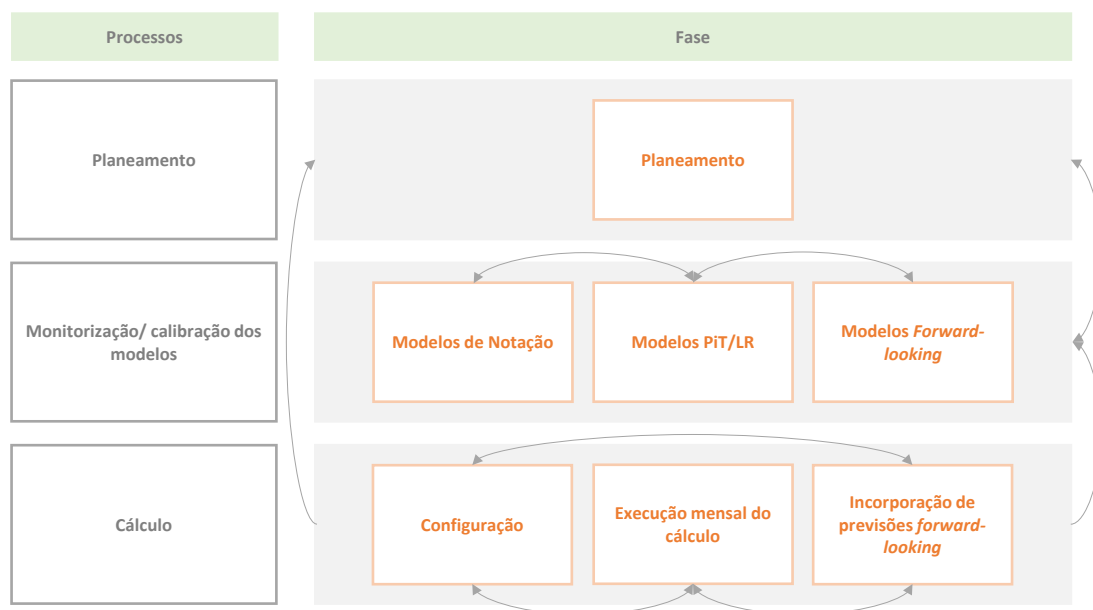 Processos
Fase
Planeamento
Planeamento
Monitorização/ calibração dos
modelos
Modelos de Notação
Modelos PiT/LR
Modelos Forward-
looking
Cálculo
Configuração
Execução mensal do
cálculo
Incorporação de
previsões forward-
looking